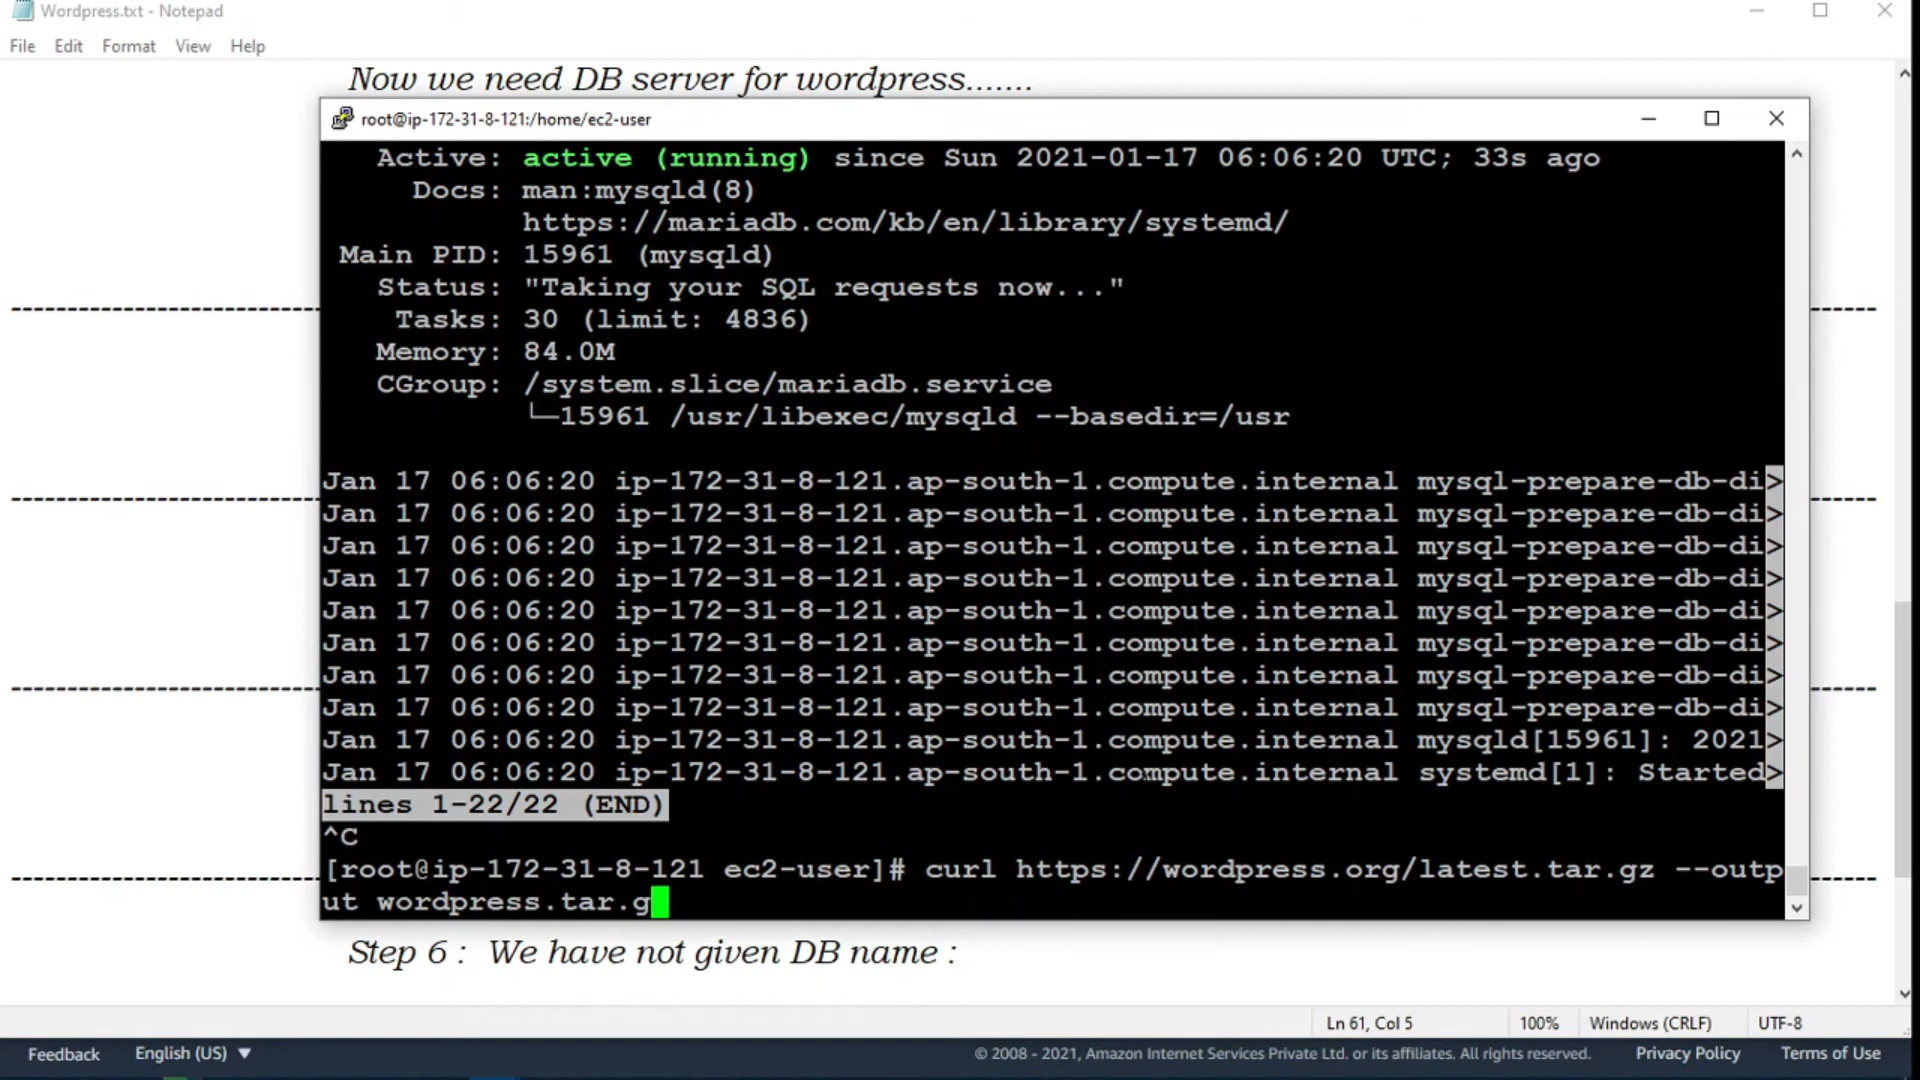 Wordpress.txt - Notepad
File Edit Format View Help
Now we need DB server for wordpress.......
root@ip-172-31-8-121:/home/ec2-user
Active: active (running) since Sun 2021-01-17 06:06:20 UTC; 33s ago
Docs: man:mysqld(8)
https://mariadb.com/kb/en/library/systemd/
Main PID: 15961 (mysqld)
Status: "Taking your SQL requests now..."
Tasks: 30 (limit: 4836)
Memory: 84.0M
CGroup: /system.slice/mariadb.service
└─15961 /usr/libexec/mysqld --basedir=/usr
Jan 17 06:06:20 ip-172-31-8-121.ap-south-1.compute.internal mysql-prepare-db-di>
Jan 17 06:06:20 ip-172-31-8-121.ap-south-1.compute.internal mysql-prepare-db-di>
Jan 17 06:06:20 ip-172-31-8-121.ap-south-1.compute.internal mysql-prepare-db-di>
Jan 17 06:06:20 ip-172-31-8-121.ap-south-1.compute.internal mysql-prepare-db-di>
Jan 17 06:06:20 ip-172-31-8-121.ap-south-1.compute.internal mysql-prepare-db-di>
Jan 17 06:06:20 ip-172-31-8-121.ap-south-1.compute.internal mysql-prepare-db-di>
Jan 17 06:06:20 ip-172-31-8-121.ap-south-1.compute.internal mysql-prepare-db-di>
Jan 17 06:06:20 ip-172-31-8-121.ap-south-1.compute.internal mysql-prepare-db-di>
Jan 17 06:06:20 ip-172-31-8-121.ap-south-1.compute.internal mysqld[15961]: 2021>
Jan 17 06:06:20 ip-172-31-8-121.ap-south-1.compute.internal systemd[1]: Started>
lines 1-22/22 (END)
^C
[root@ip-172-31-8-121 ec2-user]# curl https://wordpress.org/latest.tar.gz --outp
ut wordpress.tar.g
Step 6 : We have not given DB name :
Ln 61, Col 5 100% Windows (CRLF) UTF-8
Feedback English (US) © 2008 - 2021, Amazon Internet Services Private Ltd. or its affiliates. All rights reserved. Privacy Policy Terms of Use